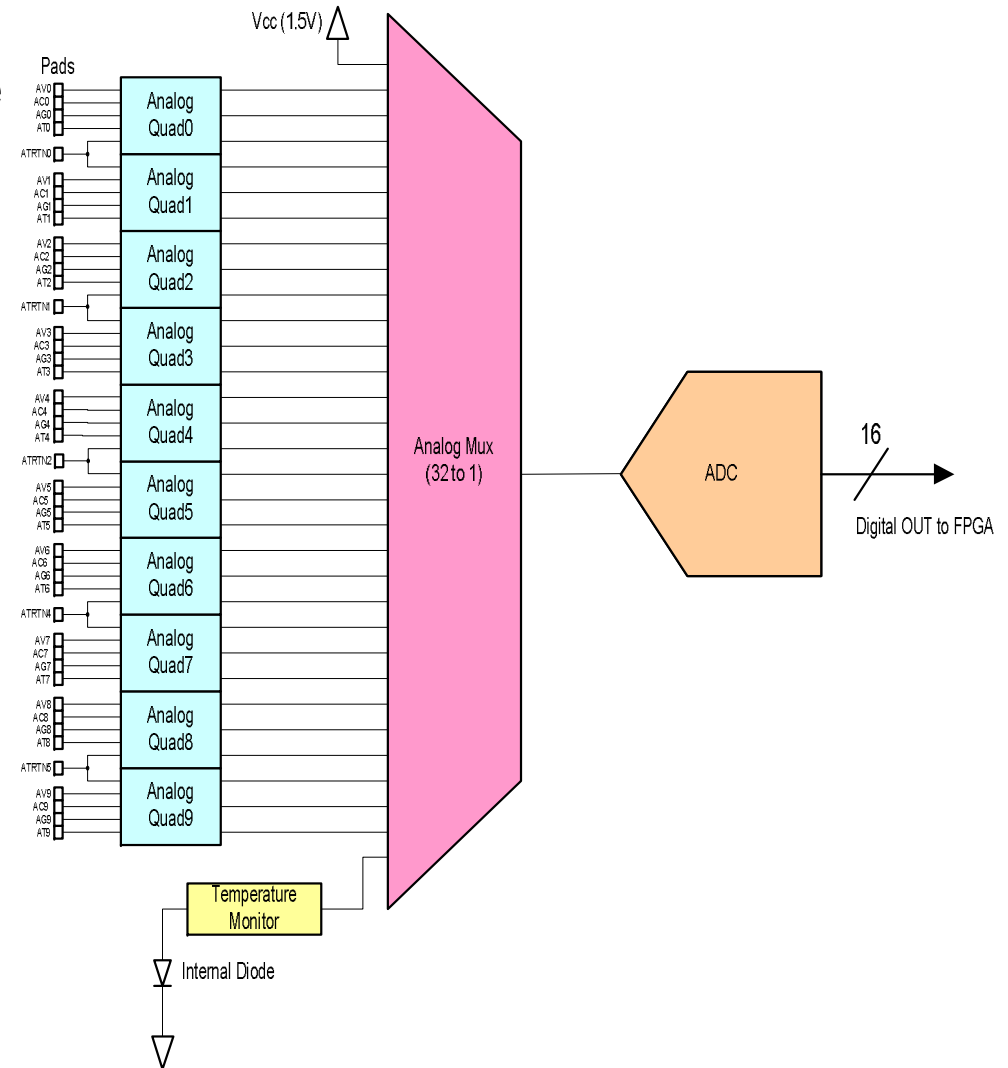 Vcc (1.5V)
Pads
AV0
AC0
AG0
AT0
ATRTN0
AV1
AC1
AG1
AT1
AV2
AC2
AG2
AT2
ATRTN1
AV3
AC3
AG3
AT3
AV4
AC4
AG4
AT4
ATRTN2
AV5
AC5
AG5
AT5
AV6
AC6
AG6
AT6
ATRTN4
AV7
AC7
AG7
AT7
AV8
AC8
AG8
AT8
ATRTN5
AV9
AC9
AG9
AT9
Analog
Quad0
Analog
Quad1
Analog
Quad2
Analog
Quad3
Analog
Quad4
Analog
Quad5
Analog
Quad6
Analog
Quad7
Analog
Quad8
Analog
Quad9
Analog Mux
(32 to 1)
ADC
16
Digital OUT to FPGA
Temperature
Monitor
Internal Diode